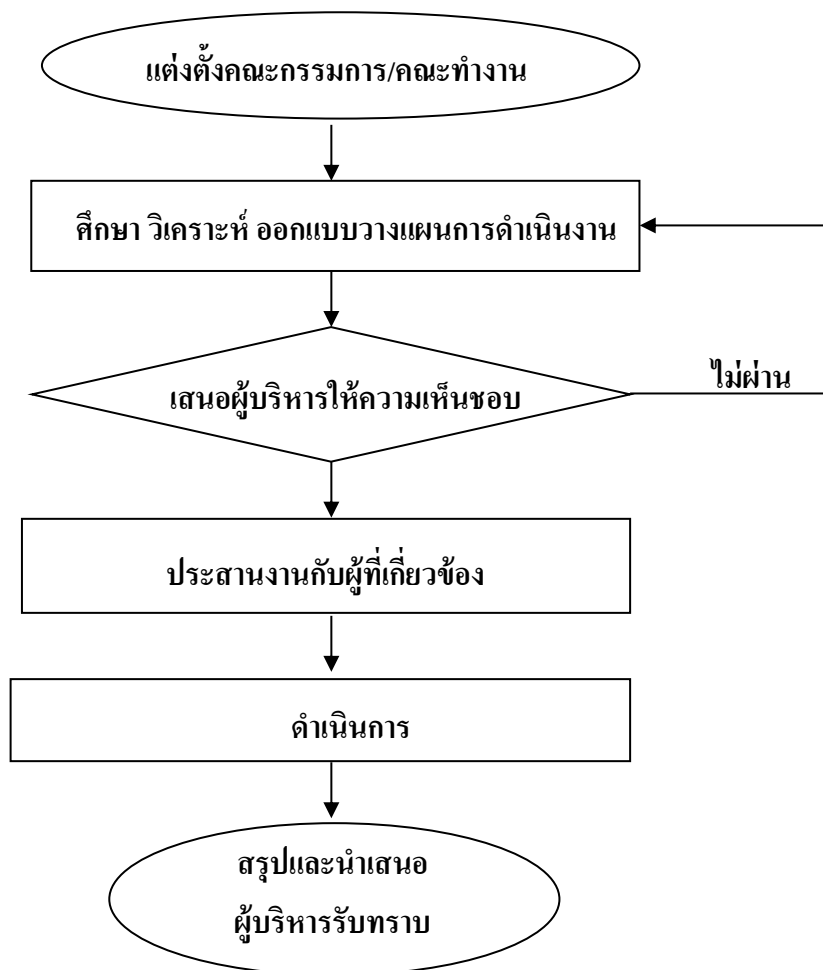 แต่งตั้งคณะกรรมการ/คณะทำงาน
ศึกษา วิเคราะห์ ออกแบบวางแผนการดำเนินงาน
ไม่ผ่าน
เสนอผู้บริหารให้ความเห็นชอบ
ประสานงานกับผู้ที่เกี่ยวข้อง
ดำเนินการ
สรุปและนำเสนอ
ผู้บริหารรับทราบ